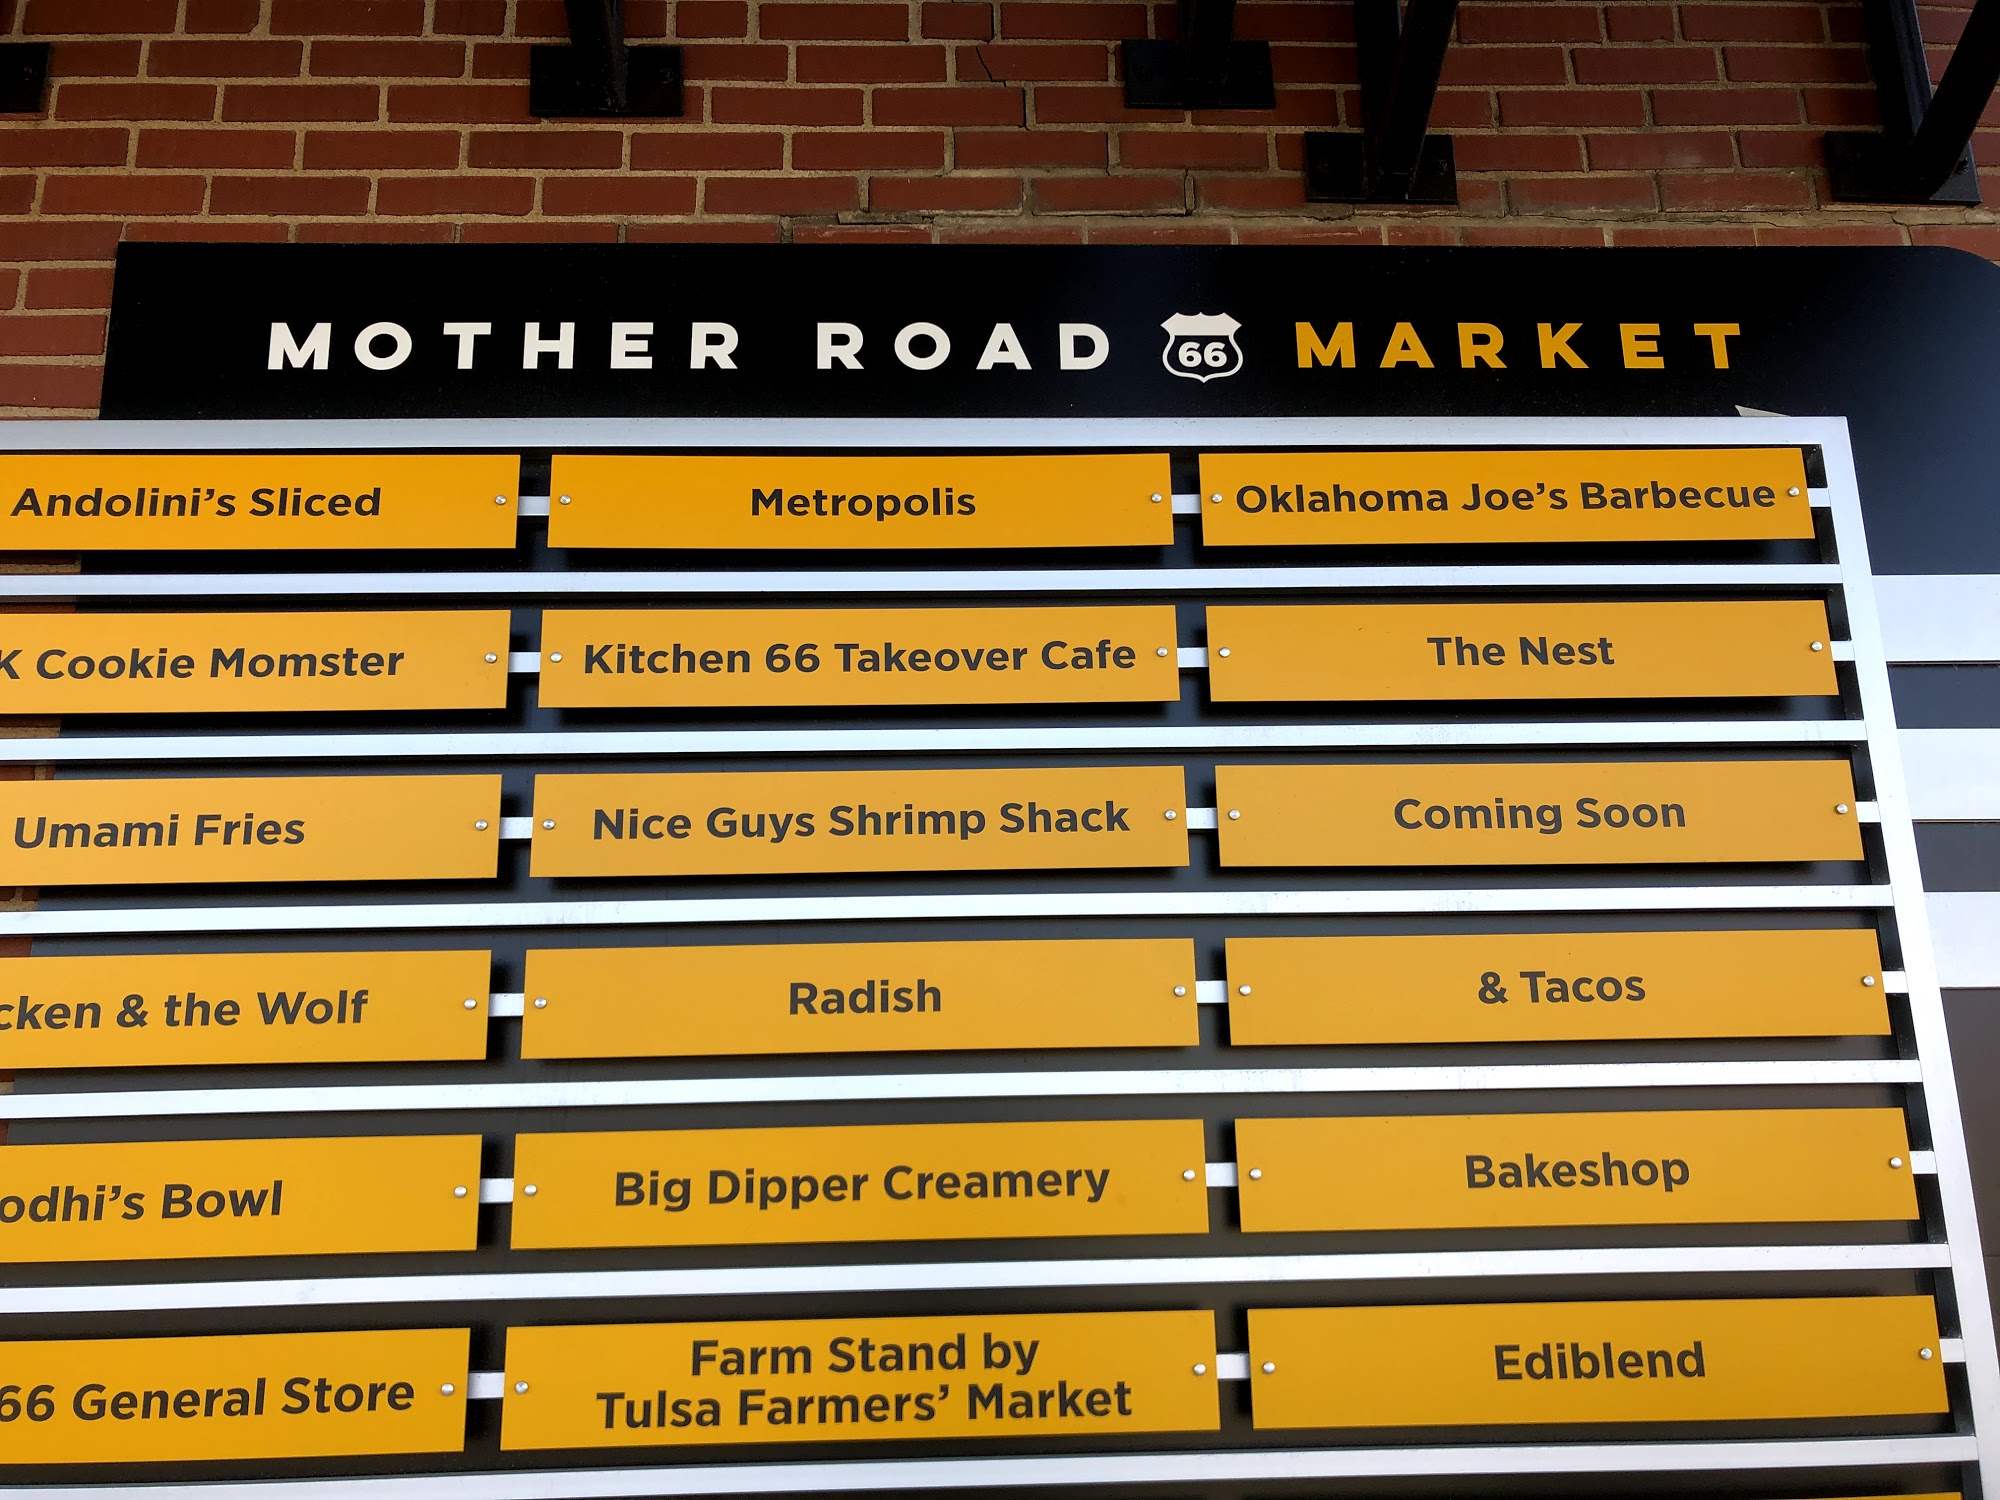 MOTHER ROAD 66 MARKET
Andolini's Sliced
Metropolis
Oklahoma Joe's Barbecue
K Cookie Momster
Kitchen 66 Takeover Cafe
The Nest
Umami Fries
Nice Guys Shrimp Shack
Coming Soon
cken & the Wolf
Radish
& Tacos
odhi's Bowl
Big Dipper Creamery
Bakeshop
66 General Store
Farm Stand by
Tulsa Farmers' Market
Ediblend